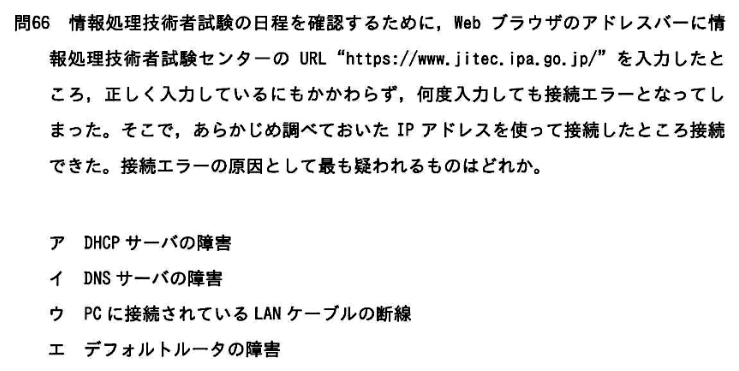 問66 情報処理技術者試験の日程を確認するために，Web ブラウザのアドレスバーに情
報処理技術者試験センターの URL“https://www.jitec.ipa.go.jp/”を入力したと
ころ，正しく入力しているにもかかわらず，何度入力しても接続エラーとなってし
まった。そこで，あらかじめ調べておいた IP アドレスを使って接続したところ接続
できた。接続エラーの原因として最も疑われるものはどれか。
ア DHCP サーバの障害
イ DNS サーバの障害
ウ PC に接続されている LAN ケーブルの断線
エ デフォルトルータの障害